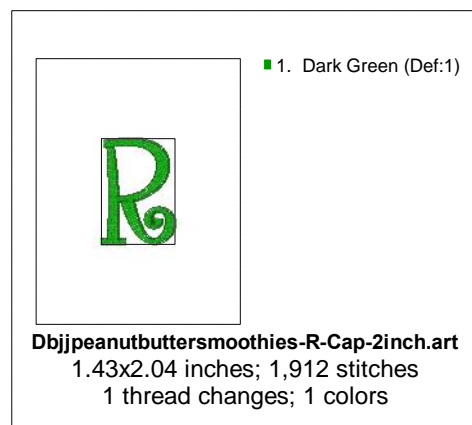 1. Dark Green (Def:1)
R
Dbjjpeanutbuttersmoothies-R-Cap-2inch.art
1.43x2.04 inches; 1,912 stitches
1 thread changes; 1 colors